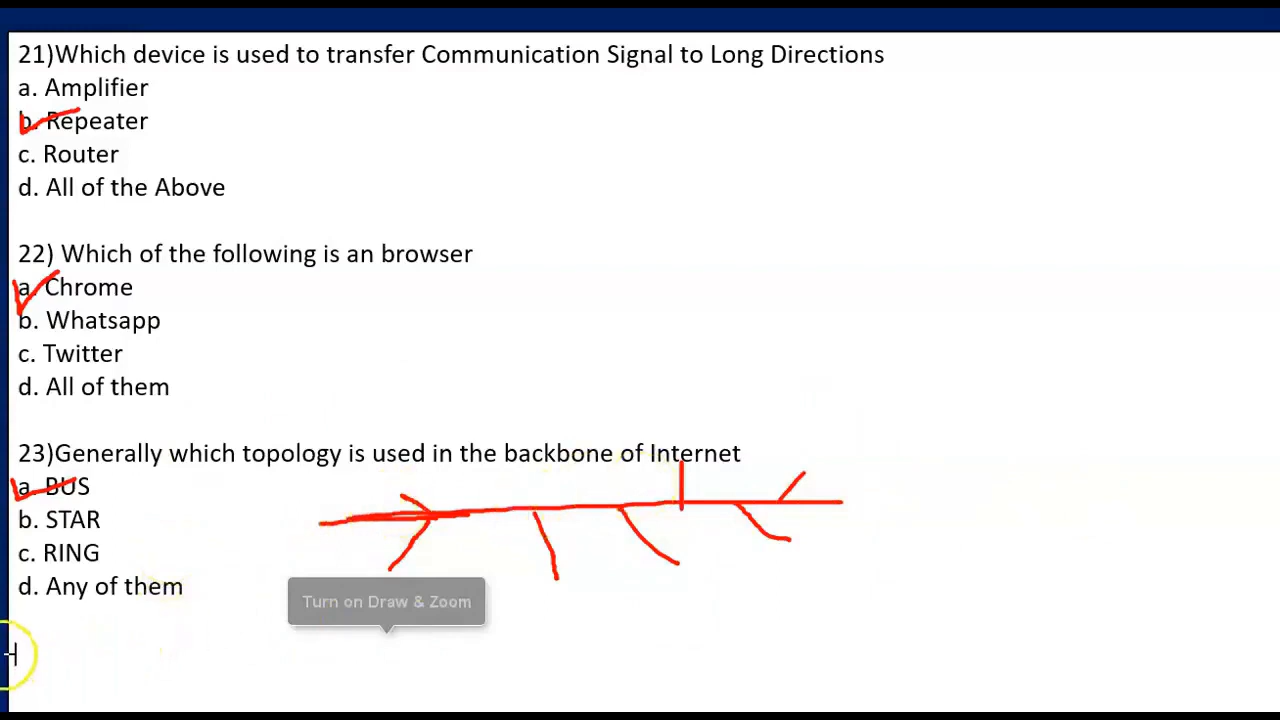 21)Which device is used to transfer Communication Signal to Long Directions
a. Amplifier
b. Repeater
c. Router
d. All of the Above
22) Which of the following is an browser
a. Chrome
b. Whatsapp
c. Twitter
d. All of them
23)Generally which topology is used in the backbone of Internet
a. BUS
b. STAR
c. RING
d. Any of them
Turn on Draw & Zoom